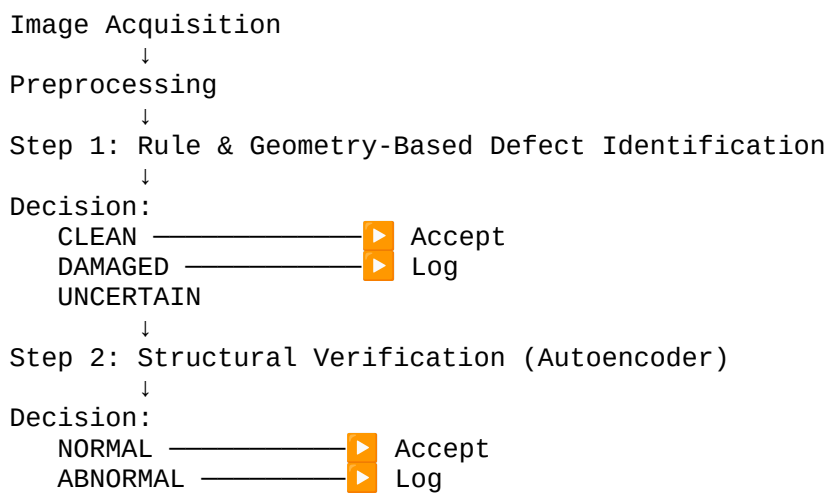 Image Acquisition
↓
Preprocessing
↓
Step 1: Rule & Geometry-Based Defect Identification
↓
Decision:
CLEAN ─────────────▶️ Accept
DAMAGED ───────────▶️ Log
UNCERTAIN
↓
Step 2: Structural Verification (Autoencoder)
↓
Decision:
NORMAL ───────────▶️ Accept
ABNORMAL ─────────▶️ Log